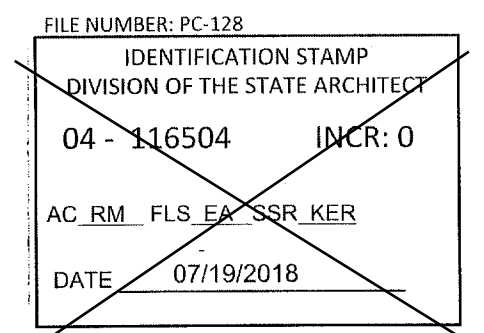 FILE NUMBER: PC-128
IDENTIFICATION STAMP
DIVISION OF THE STATE ARCHITECT
04 - 116504 INCR: 0
AC RM FLS EA SSR KER
DATE 07/19/2018